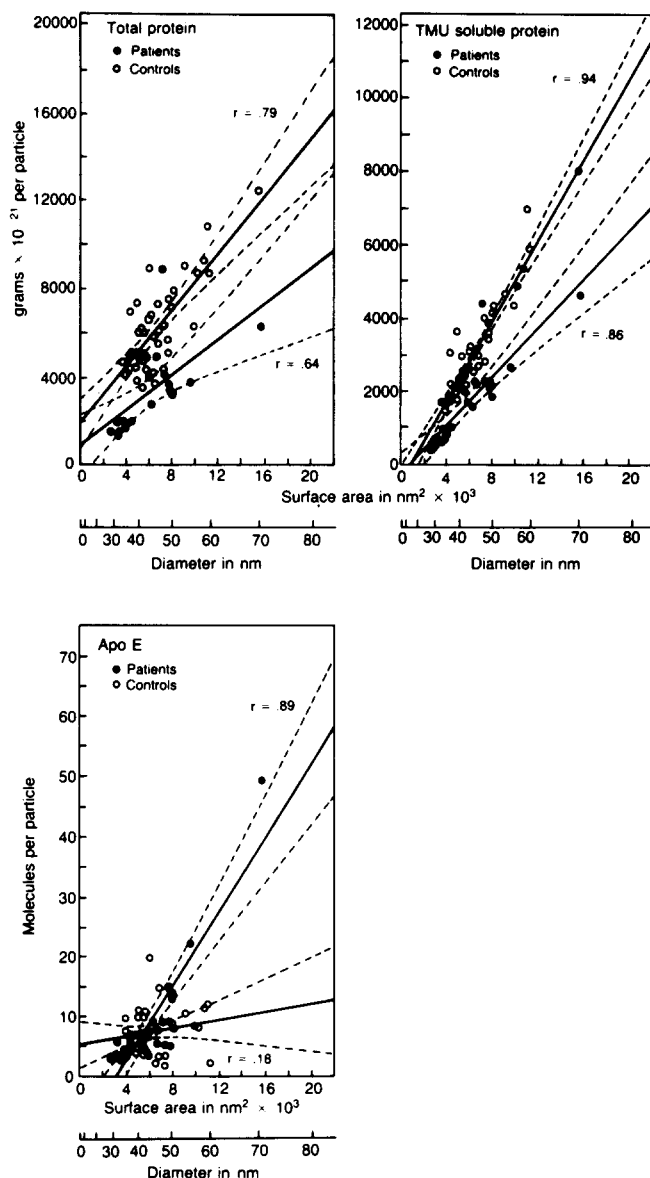 Total protein
Patients
Controls
r = .79
r = .64
grams × 10⁻²¹ per particle
20000
16000
12000
8000
4000
0
0 4 8 12 16 20
TMU soluble protein
Patients
Controls
r = .94
r = .86
12000
10000
8000
6000
4000
2000
0
0 4 8 12 16 20
Surface area in nm² × 10³
0 30 40 50 60 70 80
Diameter in nm
0 30 40 50 60 70 80
Diameter in nm
Apo E
Patients
Controls
r = .89
r = .18
Molecules per particle
70
60
50
40
30
20
10
0
0 4 8 12 16 20
Surface area in nm² × 10³
0 30 40 50 60 70 80
Diameter in nm